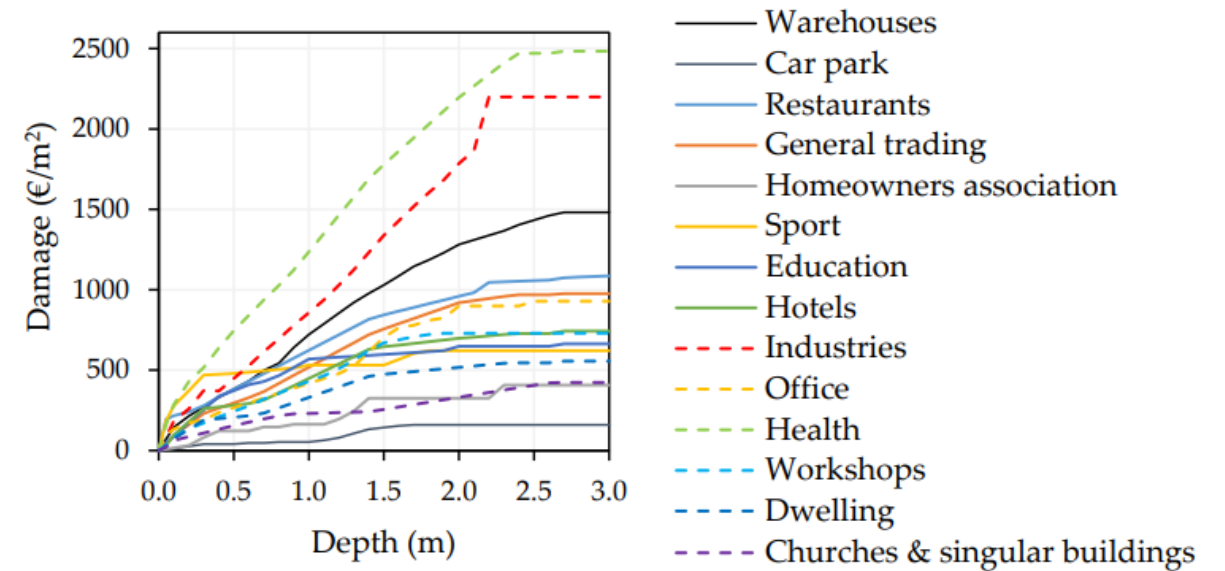 Damage (€/m²)
2500
2000
1500
1000
500
0
0.0 0.5 1.0 1.5 2.0 2.5 3.0
Depth (m)
Warehouses
Car park
Restaurants
General trading
Homeowners association
Sport
Education
Hotels
Industries
Office
Health
Workshops
Dwelling
Churches & singular buildings